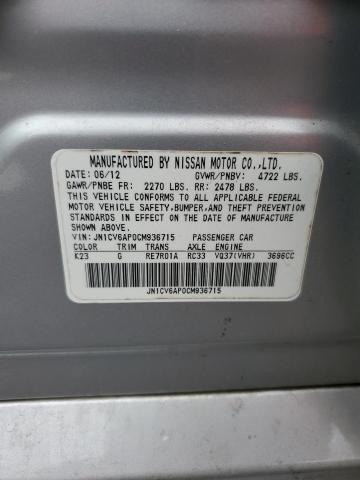 MANUFACTURED BY NISSAN MOTOR CO.,LTD.
DATE: 06/12 GVWR/PNBV: 4722 LBS.
GAWR/PNBE FR: 2270 LBS. RR: 2478 LBS.
THIS VEHICLE CONFORMS TO ALL APPLICABLE FEDERAL
MOTOR VEHICLE SAFETY,BUMPER,AND THEFT PREVENTION
STANDARDS IN EFFECT ON THE DATE OF MANUFACTURE
SHOWN ABOVE.
VIN: JN1CV6AP0CM936715 PASSENGER CAR
COLOR TRIM TRANS AXLE ENGINE
K23 G RE7R01A RC33 VQ37(VHR) 3696CC
JN1CV6AP0CM936715